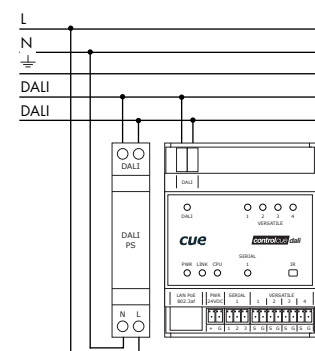 L
N
DALI
DALI
DALI
DALI
DALI
1 2 3 4
VERSATILE
DALI
PS
cue
controlcue dali
SERIAL
PWR LINK CPU 1 IR
LAN PoE PWR SERIAL VERSATILE
802.3af 24VDC 1 1 2 3 4
N L
+ G 1 2 3 S G S G S G S G